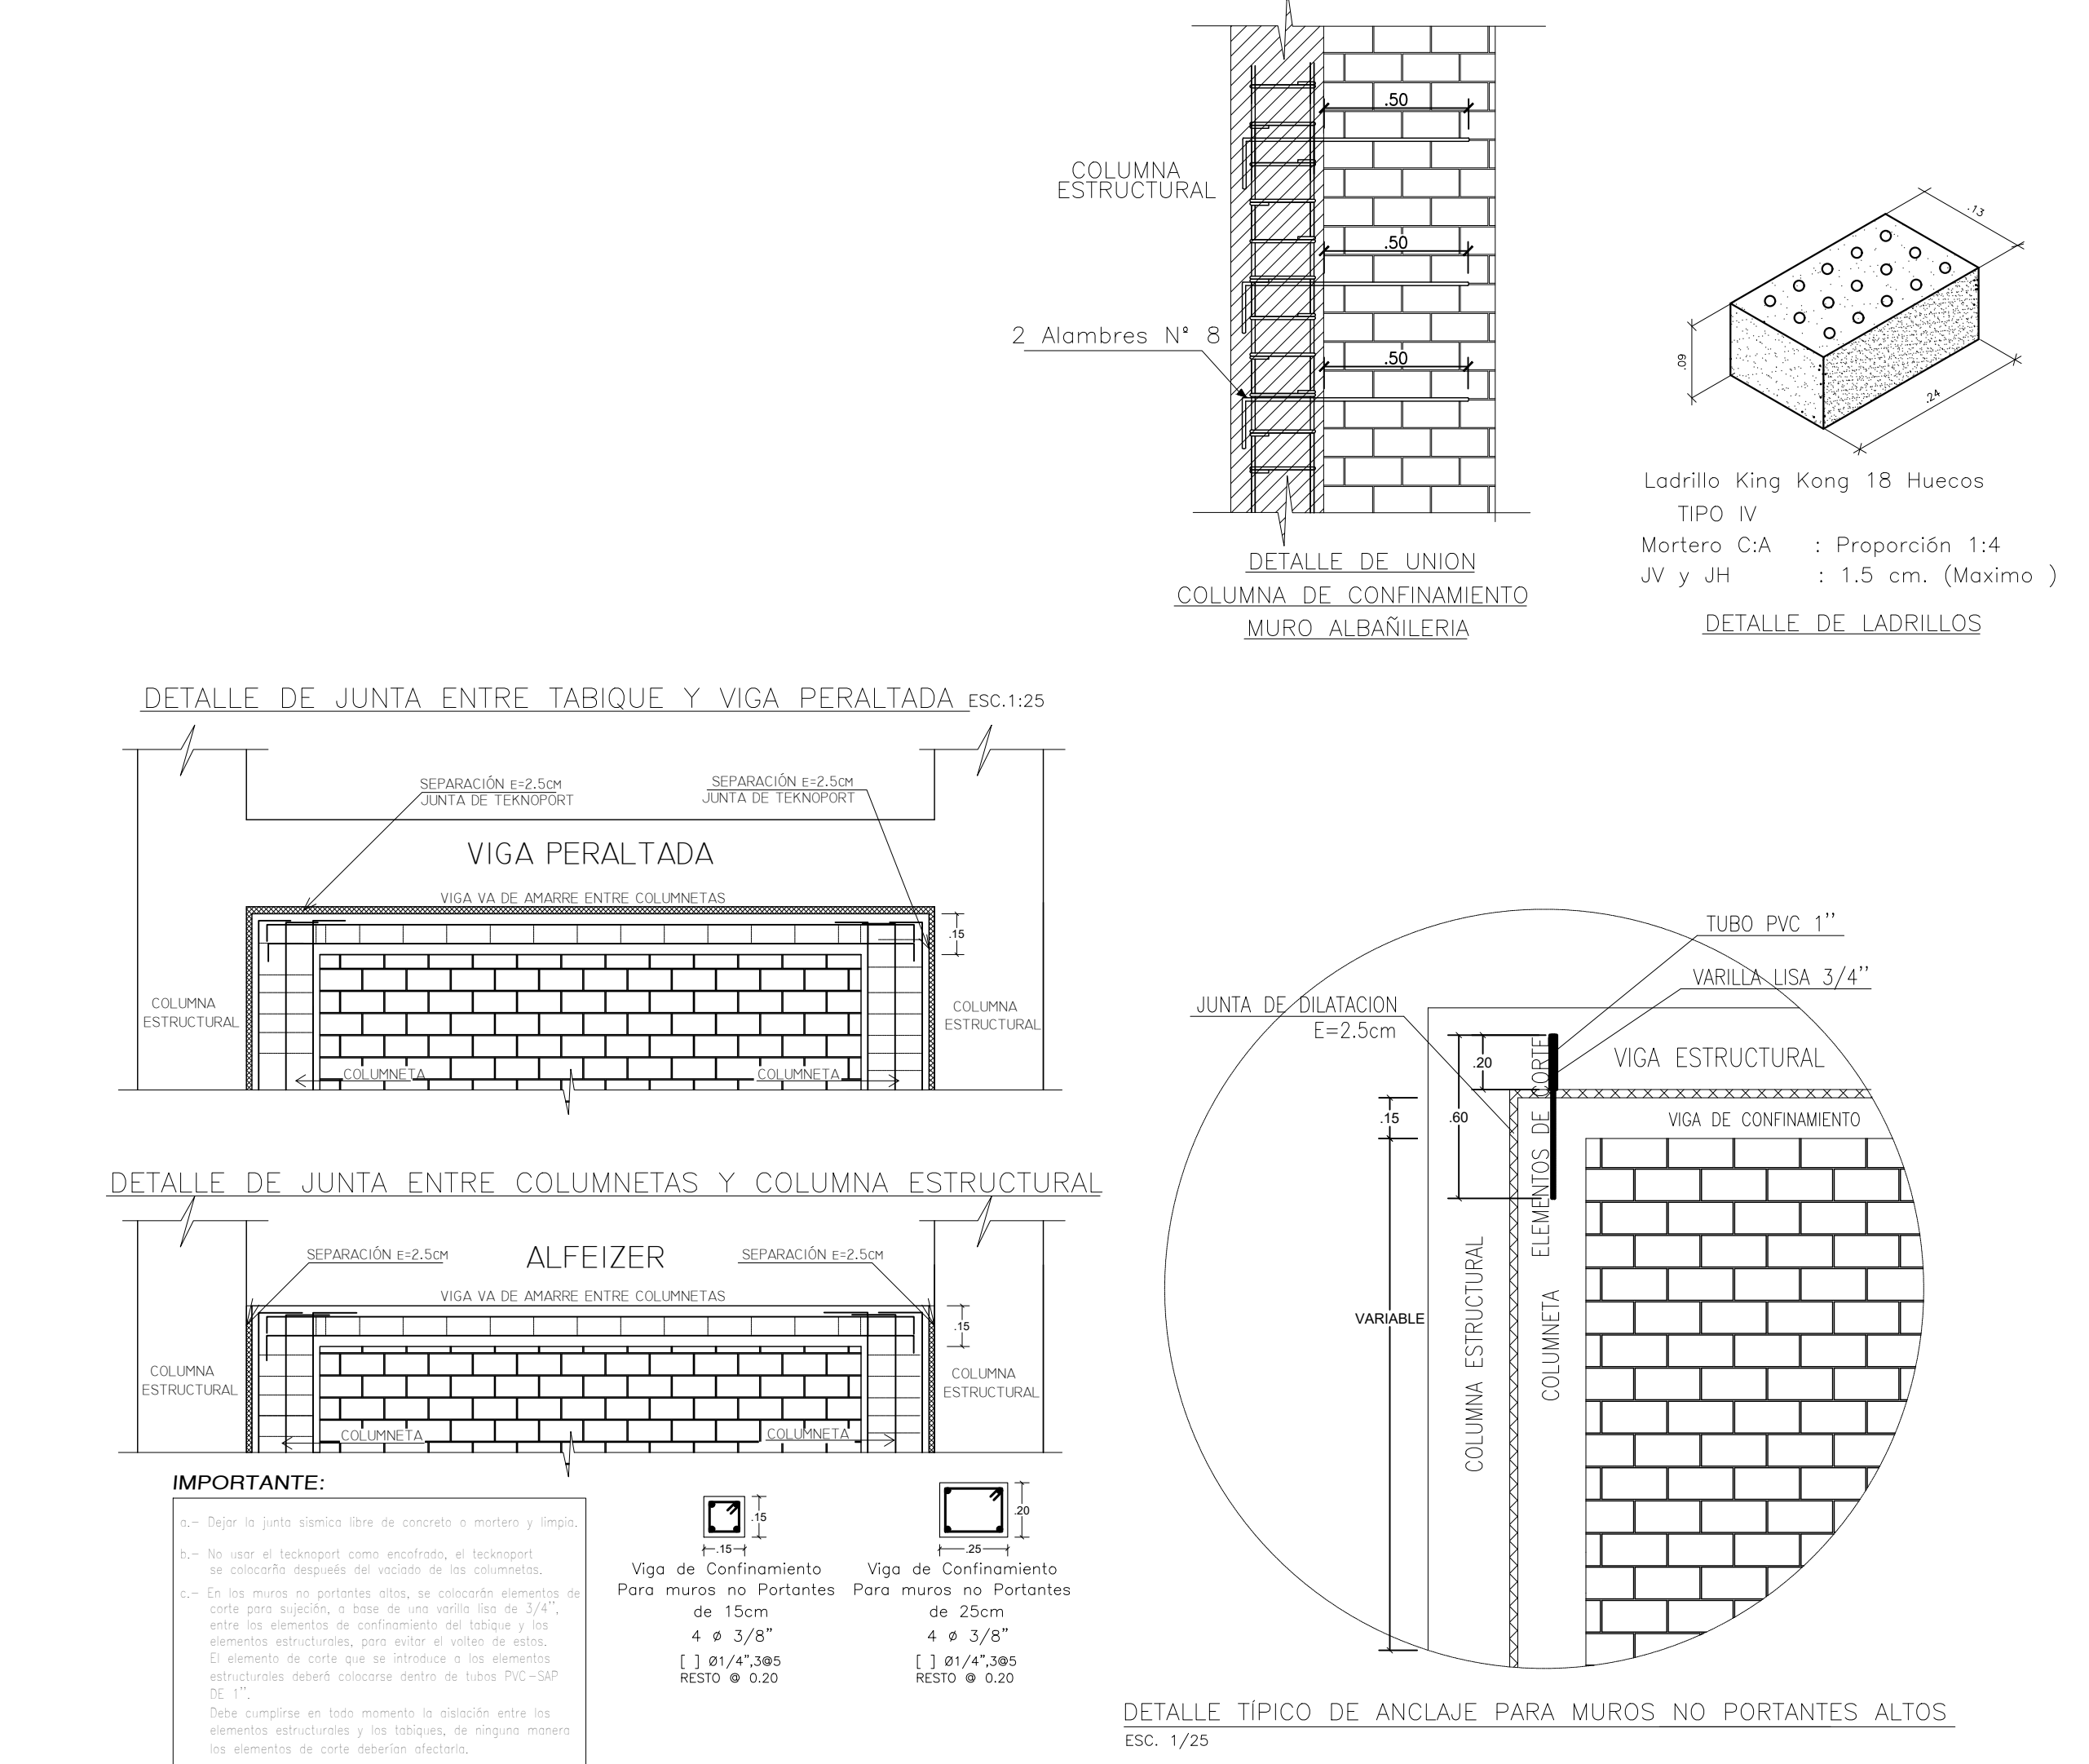 .50
COLUMNA
ESTRUCTURAL
.50
2 Alambres Nº 8
.50
DETALLE DE UNION
COLUMNA DE CONFINAMIENTO
MURO ALBAÑILERIA
.13
.09
.24
Ladrillo King Kong 18 Huecos
TIPO IV
Mortero C:A : Proporción 1:4
JV y JH : 1.5 cm. (Maximo )
DETALLE DE LADRILLOS
DETALLE DE JUNTA ENTRE TABIQUE Y VIGA PERALTADA ESC.1:25
SEPARACIÓN E=2.5CM
JUNTA DE TEKNOPORT
SEPARACIÓN E=2.5CM
JUNTA DE TEKNOPORT
VIGA PERALTADA
VIGA VA DE AMARRE ENTRE COLUMNETAS
.15
COLUMNA
ESTRUCTURAL
COLUMNA
ESTRUCTURAL
COLUMNETA
COLUMNETA
DETALLE DE JUNTA ENTRE COLUMNETAS Y COLUMNA ESTRUCTURAL
SEPARACIÓN E=2.5CM
ALFEIZER
SEPARACIÓN E=2.5CM
VIGA VA DE AMARRE ENTRE COLUMNETAS
.15
COLUMNA
ESTRUCTURAL
COLUMNA
ESTRUCTURAL
COLUMNETA
COLUMNETA
IMPORTANTE:
a.- Dejar la junta sismica libre de concreto o mortero y limpia.
b.- No usar el tecknoport como encofrado, el tecknoport
se colocarña despueés del vaciado de las columnetas.
c.- En los muros no portantes altos, se colocarán elementos de
corte para sujeción, a base de una varilla lisa de 3/4",
entre los elementos de confinamiento del tabique y los
elementos estructurales, para evitar el volteo de estos.
El elemento de corte que se introduce a los elementos
estructurales deberá colocarse dentro de tubos PVC-SAP
DE 1".
Debe cumplirse en todo momento la aislación entre los
elementos estructurales y los tabiques, de ninguna manera
los elementos de corte deberían afectarla.
.15
.15
Viga de Confinamiento
Para muros no Portantes
de 15cm
4 ø 3/8"
[ ] Ø1/4",3@5
RESTO @ 0.20
.20
.25
Viga de Confinamiento
Para muros no Portantes
de 25cm
4 ø 3/8"
[ ] Ø1/4",3@5
RESTO @ 0.20
TUBO PVC 1''
VARILLA LISA 3/4''
JUNTA DE DILATACION
E=2.5cm
.20
.60
.15
VARIABLE
VIGA ESTRUCTURAL
VIGA DE CONFINAMIENTO
ELEMENTOS DE CORTE
COLUMNA ESTRUCTURAL
COLUMNETA
DETALLE TÍPICO DE ANCLAJE PARA MUROS NO PORTANTES ALTOS
ESC. 1/25